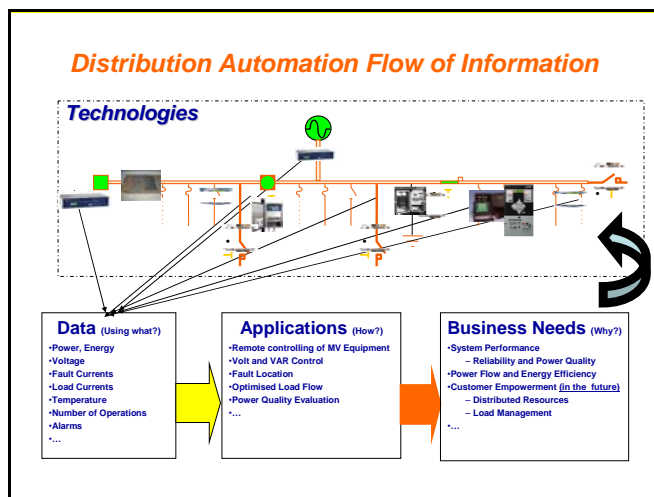 Distribution Automation Flow of Information
Technologies
Data (Using what?)
•Power, Energy
•Voltage
•Fault Currents
•Load Currents
•Temperature
•Number of Operations
•Alarms
•…
Applications (How?)
•Remote controlling of MV Equipment
•Volt and VAR Control
•Fault Location
•Optimised Load Flow
•Power Quality Evaluation
•…
Business Needs (Why?)
•System Performance
– Reliability and Power Quality
•Power Flow and Energy Efficiency
•Customer Empowerment (in the future)
– Distributed Resources
– Load Management
•…